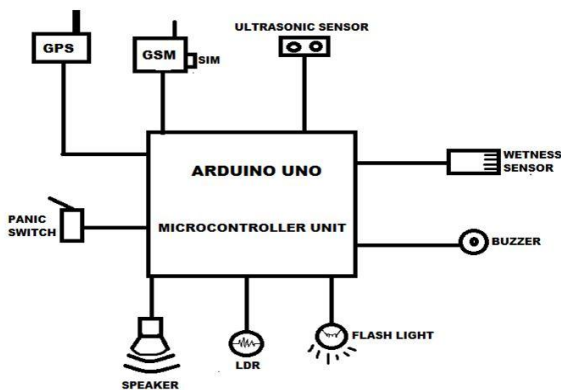 ULTRASONIC SENSOR
GPS
GSM
SIM
ARDUINO UNO
WETNESS
SENSOR
PANIC
SWITCH
MICROCONTROLLER UNIT
BUZZER
FLASH LIGHT
LDR
SPEAKER